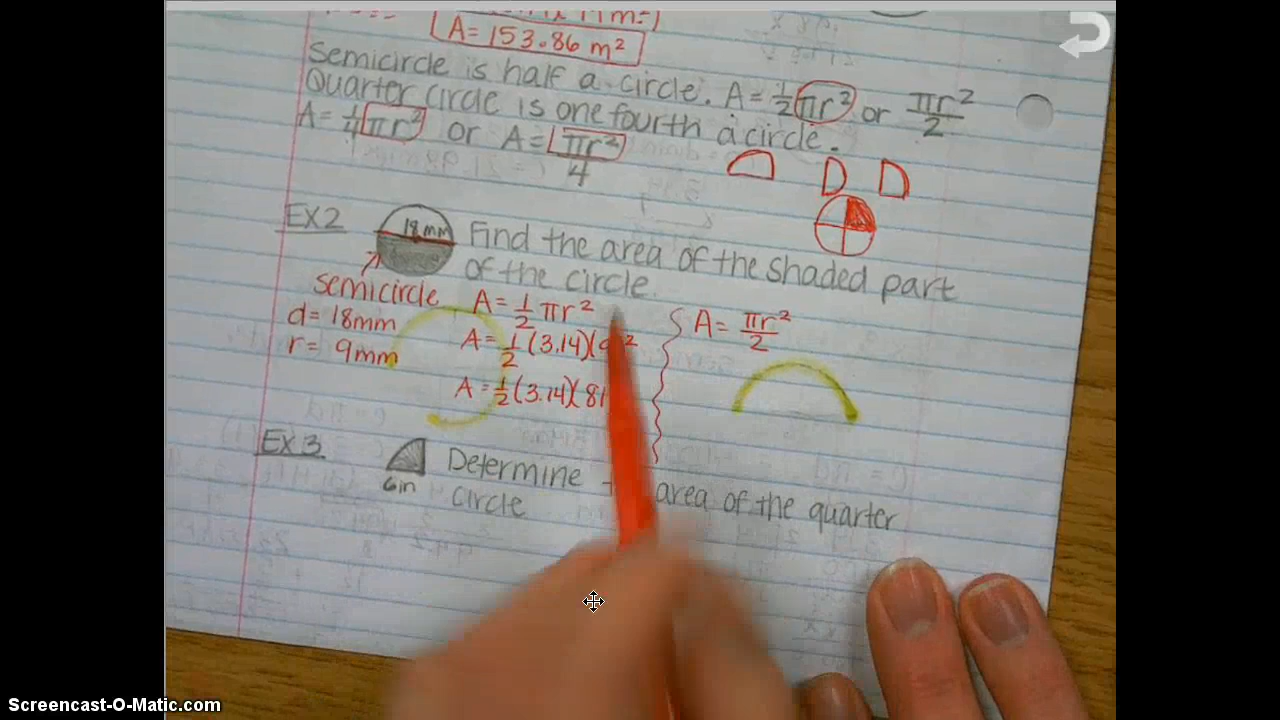 A = 153.86 m²
Semicircle is half a circle. A = 1/2 πr² or πr²/2
Quarter circle is one fourth a circle.
A = 1/4 πr² or A = πr²/4
EX2 18mm Find the area of the shaded part
of the circle.
semicircle A = 1/2 πr² A = πr²/2
d = 18mm
A = 1/2 (3.14)(
r = 9mm
A = 1/2 (3.14)(81
EX3 Determine area of the quarter
6in circle
Screencast-O-Matic.com